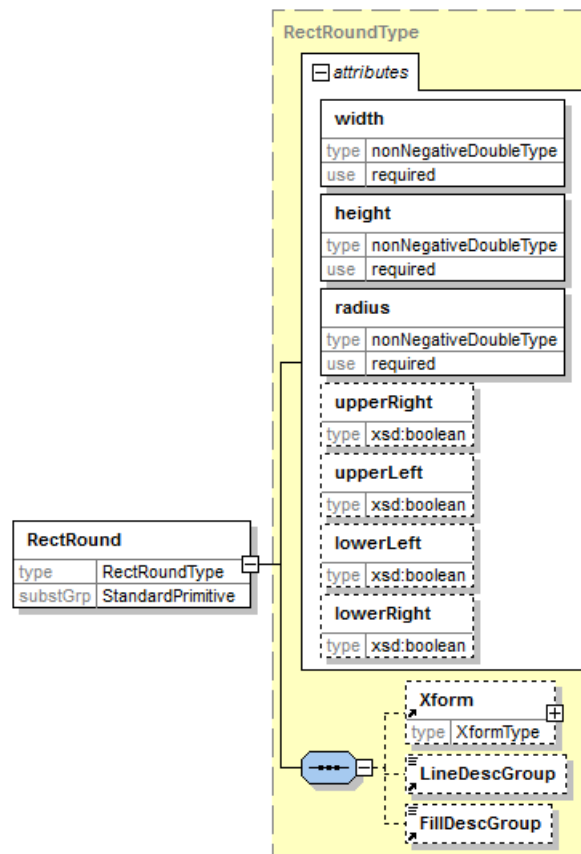 RectRoundType
attributes
width
type nonNegativeDoubleType
use required
height
type nonNegativeDoubleType
use required
radius
type nonNegativeDoubleType
use required
upperRight
type xsd:boolean
upperLeft
type xsd:boolean
lowerLeft
type xsd:boolean
lowerRight
type xsd:boolean
RectRound
type RectRoundType
substGrp StandardPrimitive
Xform
type XformType
LineDescGroup
FillDescGroup